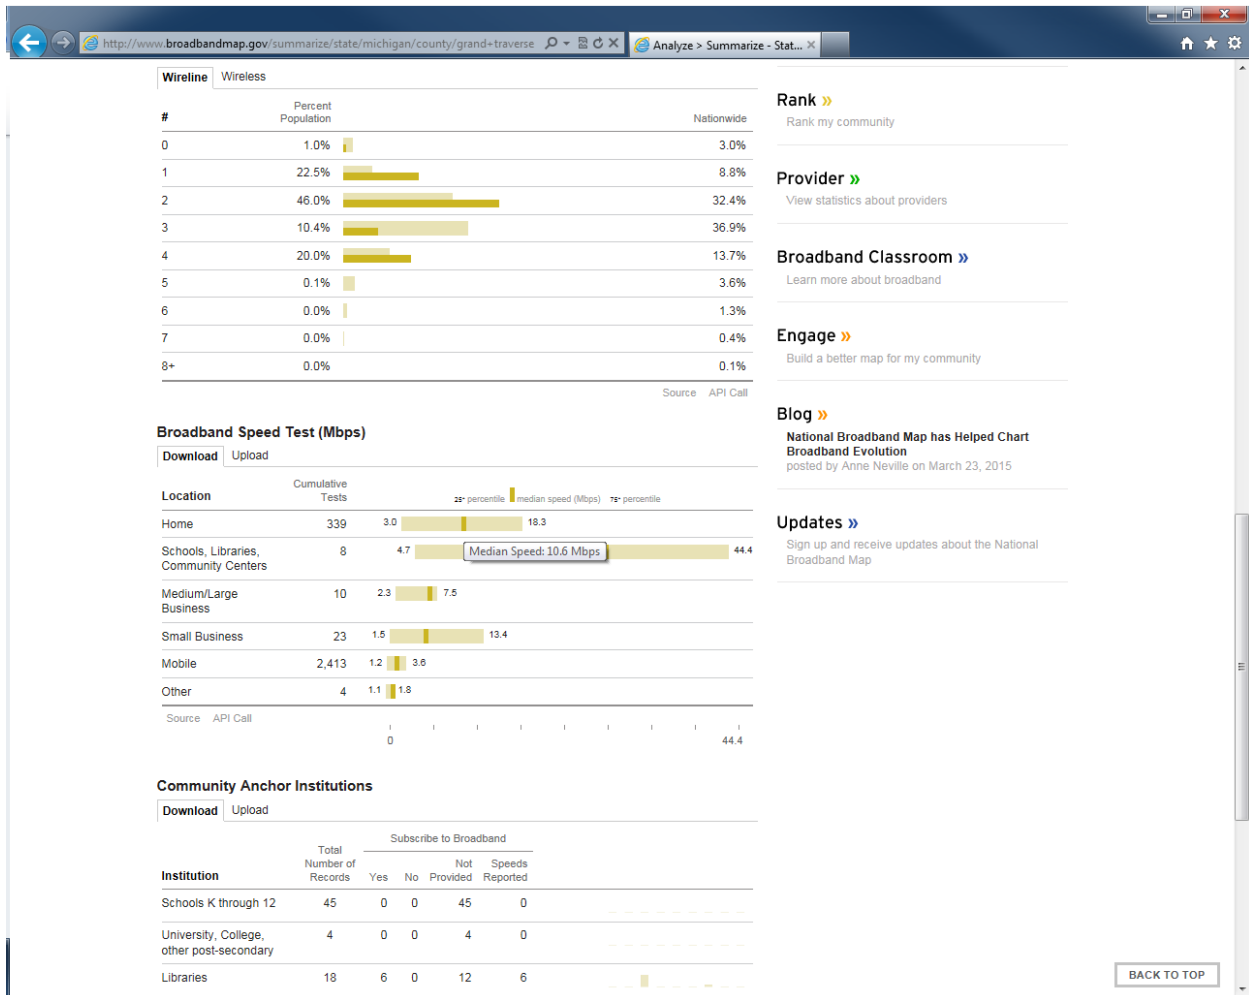 http://www.broadbandmap.gov/summarize/state/michigan/county/grand+traverse
Analyze > Summarize - Stat...
Wireline Wireless
# Percent Population Nationwide
0 1.0% 3.0%
1 22.5% 8.8%
2 46.0% 32.4%
3 10.4% 36.9%
4 20.0% 13.7%
5 0.1% 3.6%
6 0.0% 1.3%
7 0.0% 0.4%
8+ 0.0% 0.1%
Source API Call
Broadband Speed Test (Mbps)
Download Upload
Location Cumulative Tests 25th percentile median speed (Mbps) 75th percentile
Home 339 3.0 18.3
Schools, Libraries, 8 4.7 Median Speed: 10.6 Mbps 44.4
Community Centers
Medium/Large 10 2.3 7.5
Business
Small Business 23 1.5 13.4
Mobile 2,413 1.2 3.6
Other 4 1.1 1.8
Source API Call
0 44.4
Community Anchor Institutions
Download Upload
Subscribe to Broadband
Institution Total Number of Records Yes No Not Provided Speeds Reported
Schools K through 12 45 0 0 45 0
University, College, 4 0 0 4 0
other post-secondary
Libraries 18 6 0 12 6
Rank »
Rank my community
Provider »
View statistics about providers
Broadband Classroom »
Learn more about broadband
Engage »
Build a better map for my community
Blog »
National Broadband Map has Helped Chart
Broadband Evolution
posted by Anne Neville on March 23, 2015
Updates »
Sign up and receive updates about the National
Broadband Map
BACK TO TOP